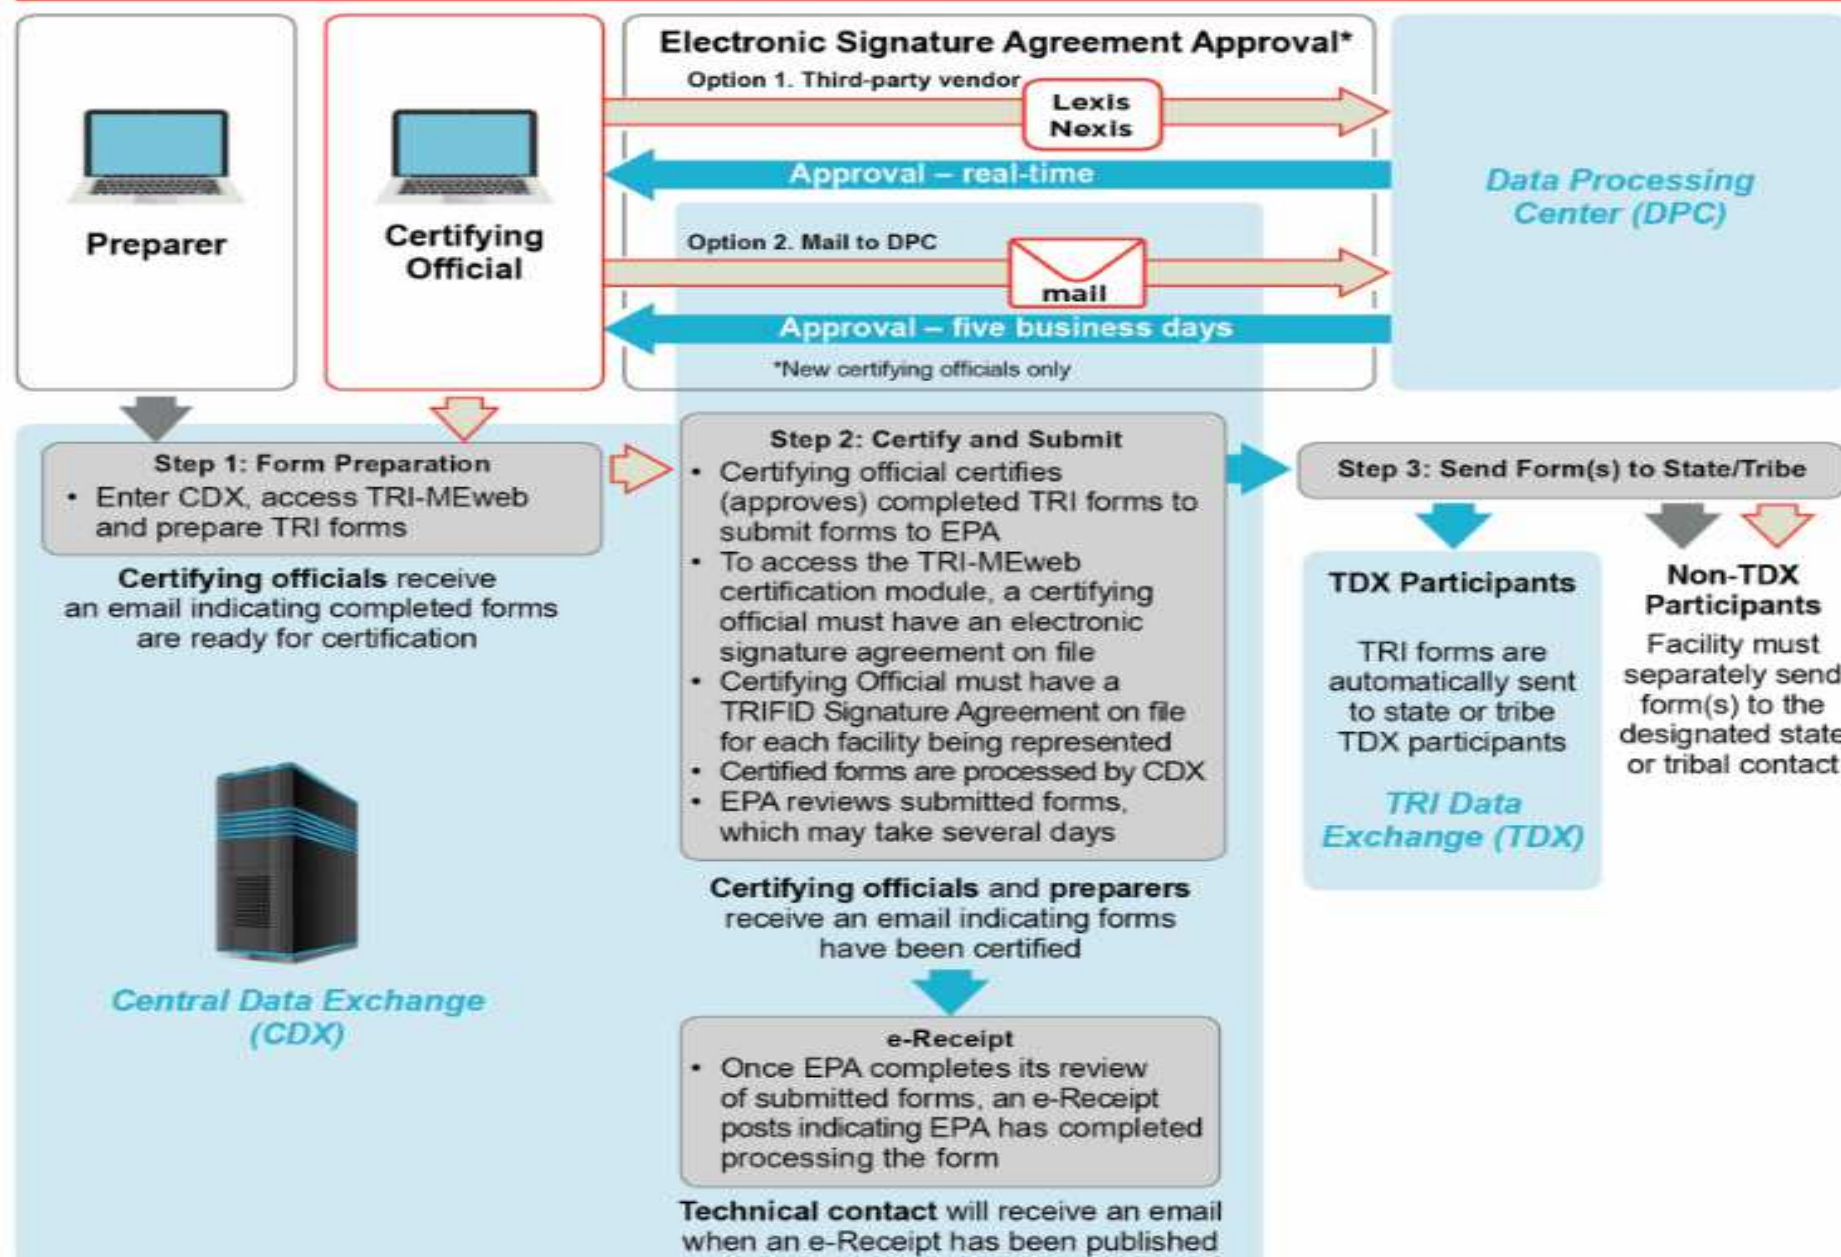 Preparer
Certifying
Official
Electronic Signature Agreement Approval*
Option 1. Third-party vendor
Lexis
Nexis
Approval – real-time
Option 2. Mail to DPC
mail
Approval – five business days
*New certifying officials only
Data Processing
Center (DPC)
Step 1: Form Preparation
• Enter CDX, access TRI-MEweb
and prepare TRI forms
Certifying officials receive
an email indicating completed forms
are ready for certification
Central Data Exchange
(CDX)
Step 2: Certify and Submit
• Certifying official certifies
(approves) completed TRI forms to
submit forms to EPA
• To access the TRI-MEweb
certification module, a certifying
official must have an electronic
signature agreement on file
• Certifying Official must have a
TRIFID Signature Agreement on file
for each facility being represented
• Certified forms are processed by CDX
• EPA reviews submitted forms,
which may take several days
Certifying officials and preparers
receive an email indicating forms
have been certified
e-Receipt
• Once EPA completes its review
of submitted forms, an e-Receipt
posts indicating EPA has completed
processing the form
Technical contact will receive an email
when an e-Receipt has been published
Step 3: Send Form(s) to State/Tribe
TDX Participants
TRI forms are
automatically sent
to state or tribe
TDX participants
TRI Data
Exchange (TDX)
Non-TDX
Participants
Facility must
separately send
form(s) to the
designated state
or tribal contact